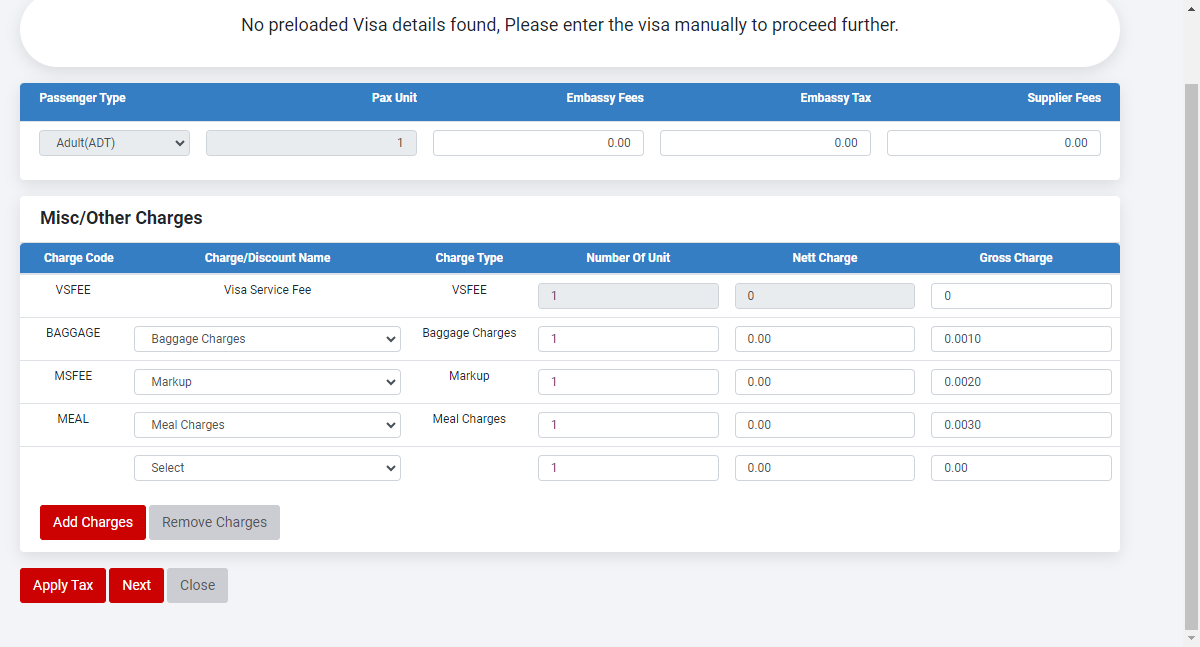 No preloaded Visa details found, Please enter the visa manually to proceed further.
Passenger Type Pax Unit Embassy Fees Embassy Tax Supplier Fees
Adult(ADT) 1 0.00 0.00 0.00
Misc/Other Charges
Charge Code Charge/Discount Name Charge Type Number Of Unit Nett Charge Gross Charge
VSFEE Visa Service Fee VSFEE 1 0 0
BAGGAGE Baggage Charges Baggage Charges 1 0.00 0.0010
MSFEE Markup Markup 1 0.00 0.0020
MEAL Meal Charges Meal Charges 1 0.00 0.0030
Select 1 0.00 0.00
Add Charges Remove Charges
Apply Tax Next Close